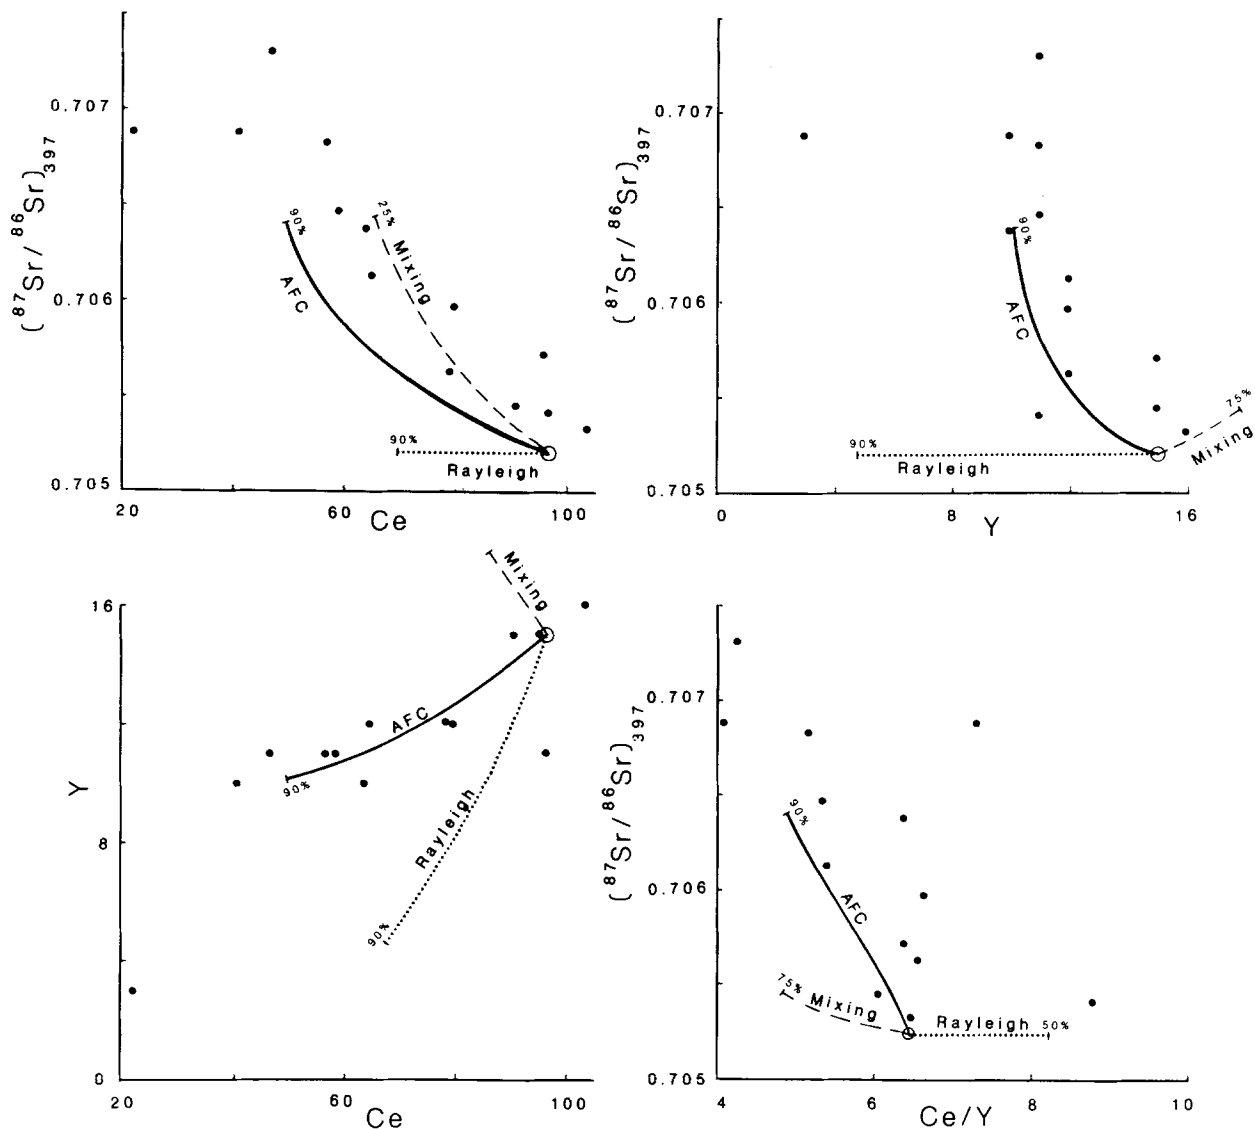 0.707
0.706
0.705
(87Sr/ 86Sr)397
90%
AFC
25%
Mixing
90%
Rayleigh
20
60
100
Ce
0.707
0.706
0.705
(87Sr/ 86Sr)397
90%
AFC
75%
Mixing
90%
Rayleigh
0
8
16
Y
16
8
0
Y
Mixing
AFC
90%
Rayleigh
90%
20
60
100
Ce
0.707
0.706
0.705
(87Sr/ 86Sr)397
90%
AFC
75% Mixing
Rayleigh 50%
4
6
8
10
Ce/Y